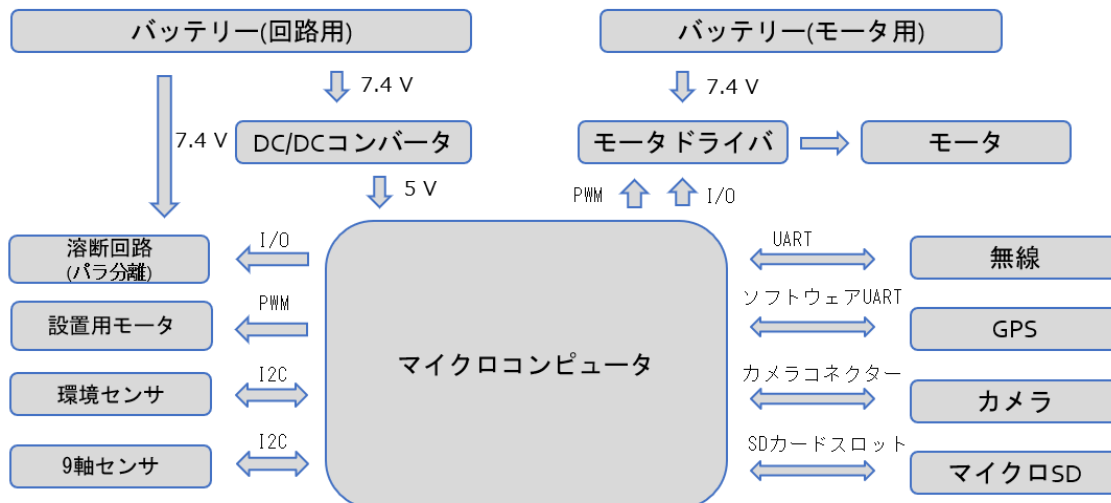 バッテリー(回路用)
バッテリー(モータ用)
7.4 V
7.4 V
7.4 V
DC/DCコンバータ
モータドライバ
モータ
5 V
PWM
I/O
溶断回路
(パラ分離)
I/O
UART
無線
設置用モータ
PWM
ソフトウェアUART
GPS
マイクロコンピュータ
環境センサ
I2C
カメラコネクター
カメラ
9軸センサ
I2C
SDカードスロット
マイクロSD